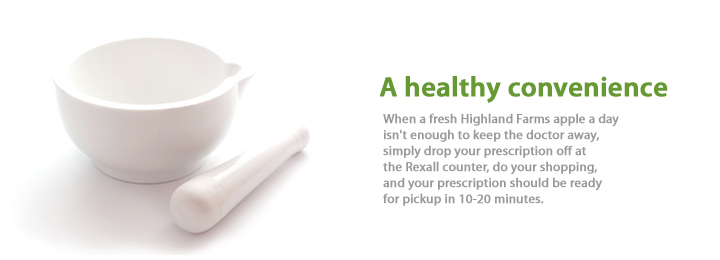 A healthy convenience
When a fresh Highland Farms apple a day
isn't enough to keep the doctor away,
simply drop your prescription off at
the Rexall counter, do your shopping,
and your prescription should be ready
for pickup in 10-20 minutes.